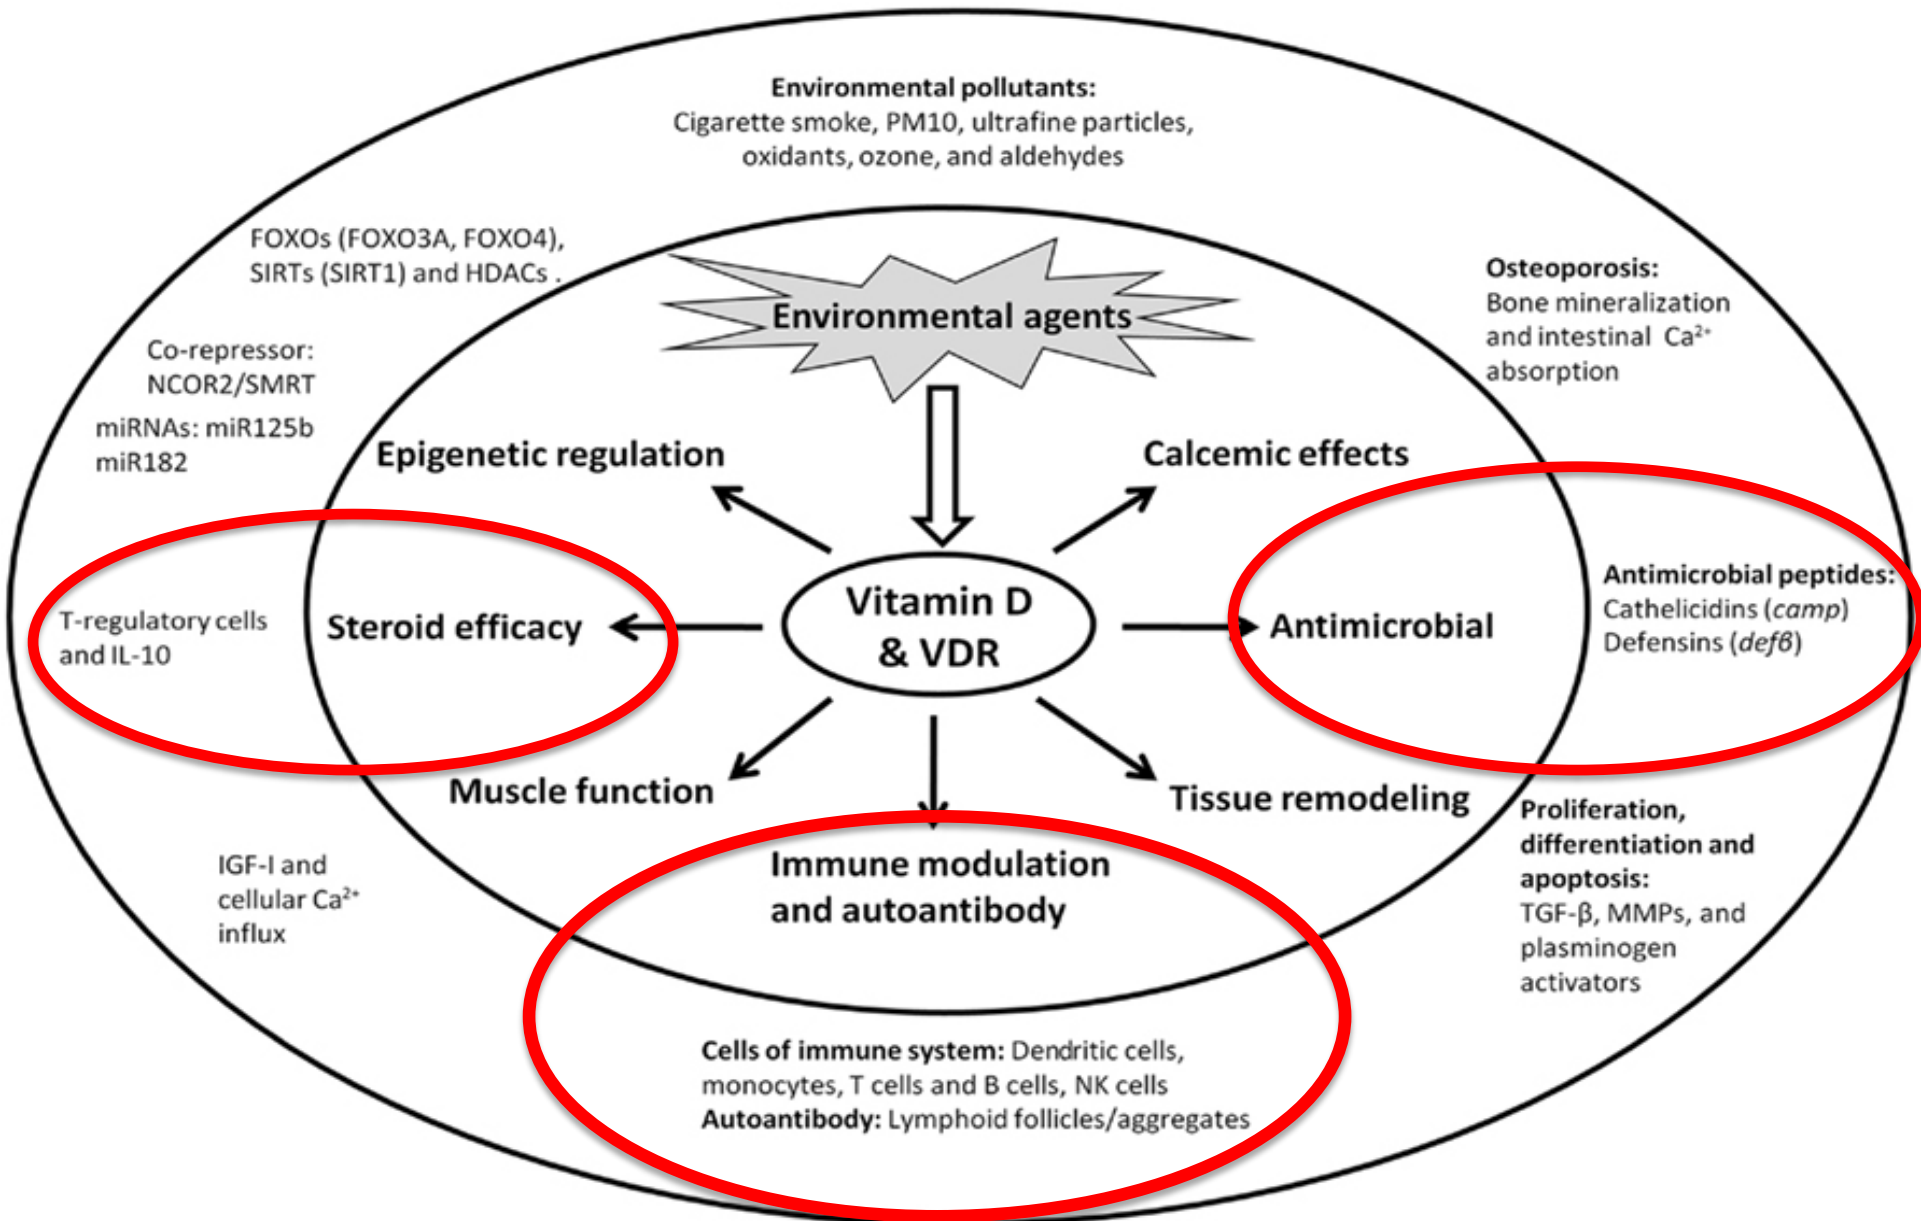 Environmental pollutants:
Cigarette smoke, PM10, ultrafine particles,
oxidants, ozone, and aldehydes
FOXOs (FOXO3A, FOXO4),
SIRTs (SIRT1) and HDACs .
Co-repressor:
NCOR2/SMRT
miRNAs: miR125b
miR182
Environmental agents
Osteoporosis:
Bone mineralization
and intestinal Ca²⁺
absorption
Epigenetic regulation
Calcemic effects
T-regulatory cells
and IL-10
Steroid efficacy
Vitamin D
& VDR
Antimicrobial
Antimicrobial peptides:
Cathelicidins (camp)
Defensins (defβ)
Muscle function
Tissue remodeling
IGF-I and
cellular Ca²⁺
influx
Immune modulation
and autoantibody
Proliferation,
differentiation and
apoptosis:
TGF-β, MMPs, and
plasminogen
activators
Cells of immune system: Dendritic cells,
monocytes, T cells and B cells, NK cells
Autoantibody: Lymphoid follicles/aggregates